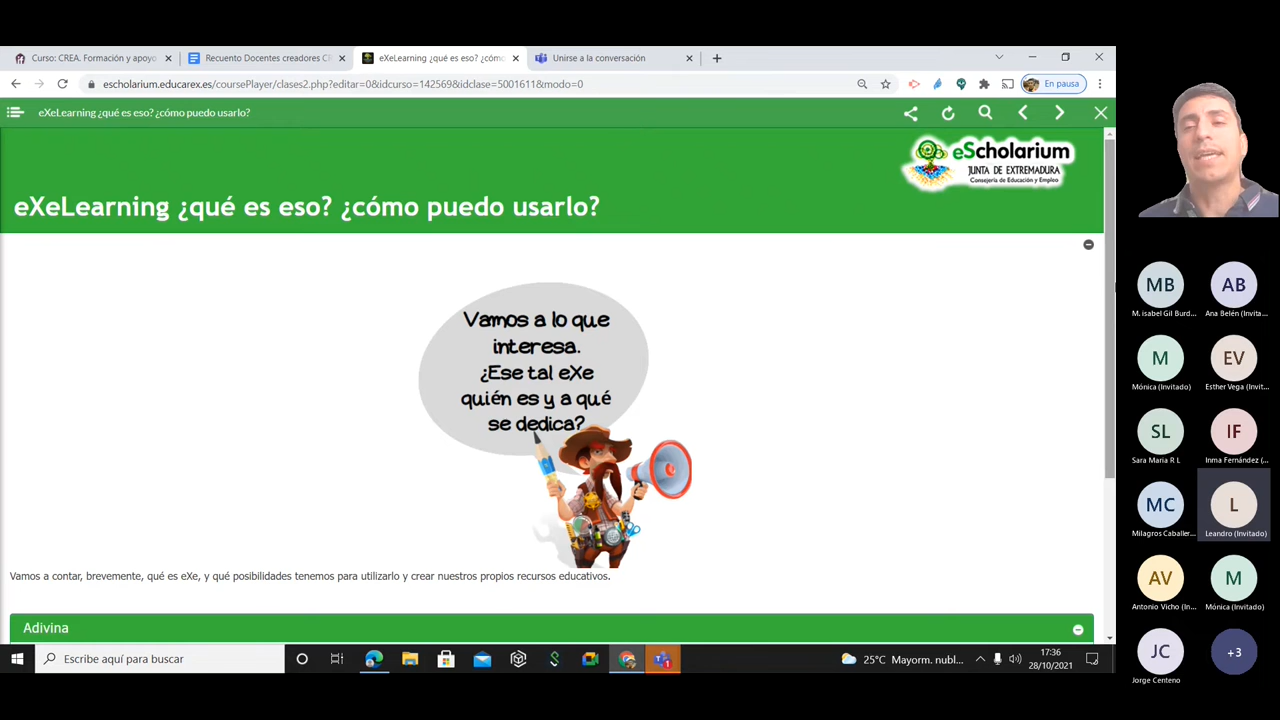 Curso: CREA. Formación y apoyo
Recuento Docentes creadores CR
eXeLearning ¿qué es eso? ¿cómo
Unirse a la conversación
escholarium.educarex.es/coursePlayer/clases2.php?editar=0&idcurso=142569&idclase=5001611&modo=0
En pausa
eXeLearning ¿qué es eso? ¿cómo puedo usarlo?
eScholarium
JUNTA DE EXTREMADURA
Consejería de Educación y Empleo
eXeLearning ¿qué es eso? ¿cómo puedo usarlo?
Vamos a lo que
interesa.
¿Ese tal eXe
quién es y a qué
se dedica?
Vamos a contar, brevemente, qué es eXe, y qué posibilidades tenemos para utilizarlo y crear nuestros propios recursos educativos.
Adivina
Escribe aquí para buscar
25°C Mayorm. nubl...
17:36
28/10/2021
MB
M. isabel Gil Burd...
AB
Ana Belén (Invita...
M
Mónica (Invitado)
EV
Esther Vega (Invit...
SL
Sara Maria R L
IF
Inma Fernández (...
MC
Milagros Caballer...
L
Leandro (Invitado)
AV
Antonio Vicho (In...
M
Mónica (Invitado)
JC
Jorge Centeno
+3